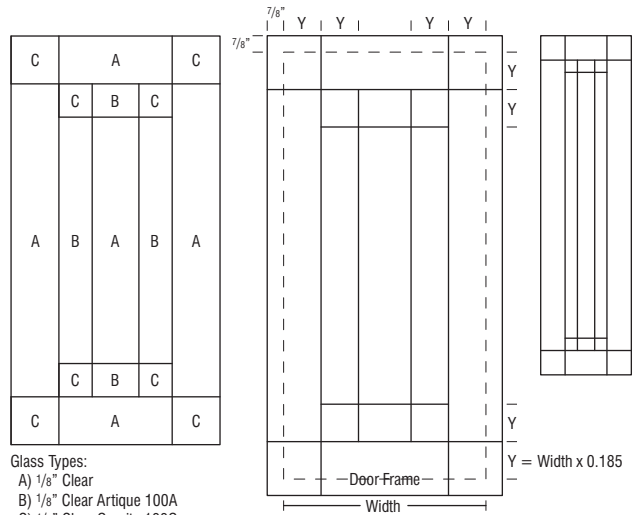 7/8" Y Y Y Y
7/8"
C A C
C B C
A B A B A
C B C
C A C
Y
Y
Y
Y = Width x 0.185
Door Frame
Width
Glass Types:
A) 1/8" Clear
B) 1/8" Clear Artique 100A